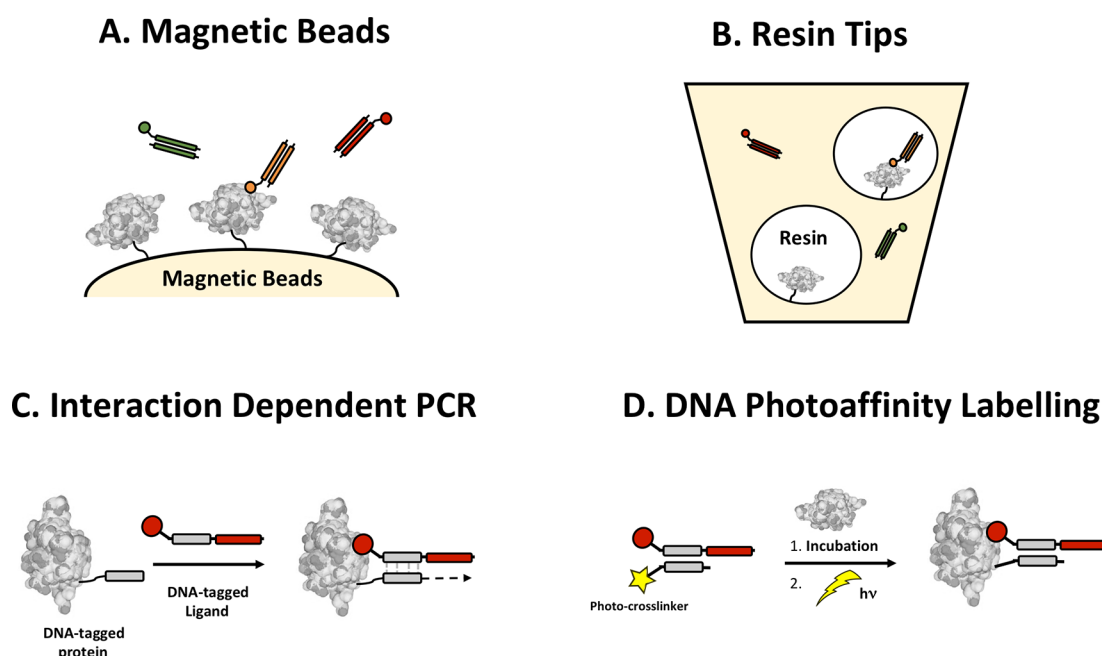 A. Magnetic Beads
B. Resin Tips
Magnetic Beads
Resin
C. Interaction Dependent PCR
D. DNA Photoaffinity Labelling
DNA-tagged
protein
DNA-tagged
Ligand
Photo-crosslinker
1. Incubation
2.
hν